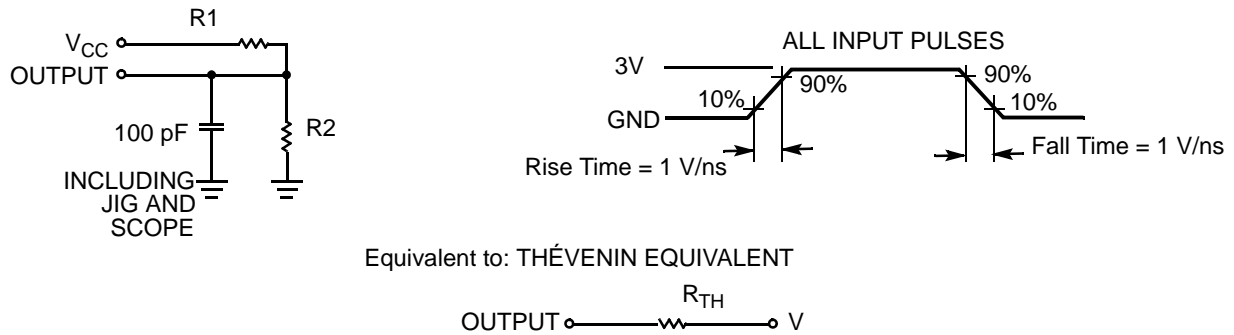 R1
V_CC
OUTPUT
100 pF
R2
INCLUDING
JIG AND
SCOPE
ALL INPUT PULSES
3V
90%
90%
10%
10%
GND
Rise Time = 1 V/ns
Fall Time = 1 V/ns
Equivalent to: THÉVENIN EQUIVALENT
R_TH
OUTPUT
V